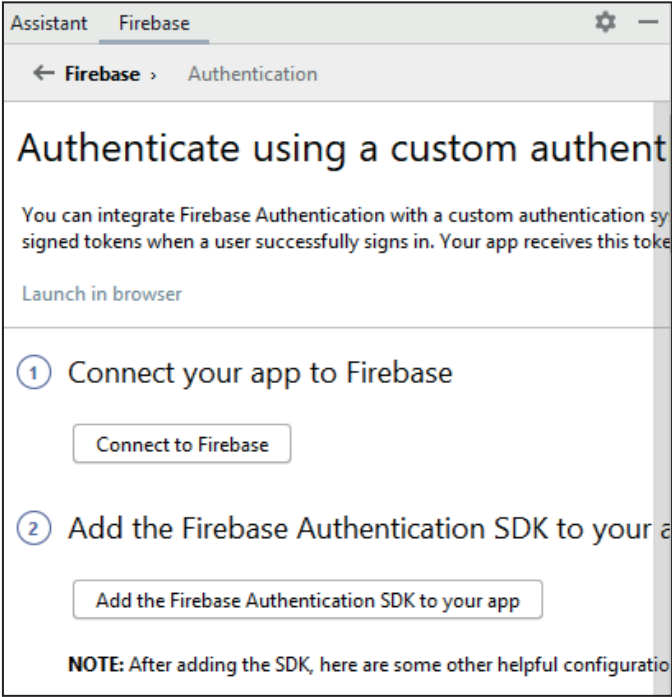 Assistant Firebase
← Firebase › Authentication
Authenticate using a custom authent
You can integrate Firebase Authentication with a custom authentication sy
signed tokens when a user successfully signs in. Your app receives this toke
Launch in browser
1 Connect your app to Firebase
Connect to Firebase
2 Add the Firebase Authentication SDK to your a
Add the Firebase Authentication SDK to your app
NOTE: After adding the SDK, here are some other helpful configuratio